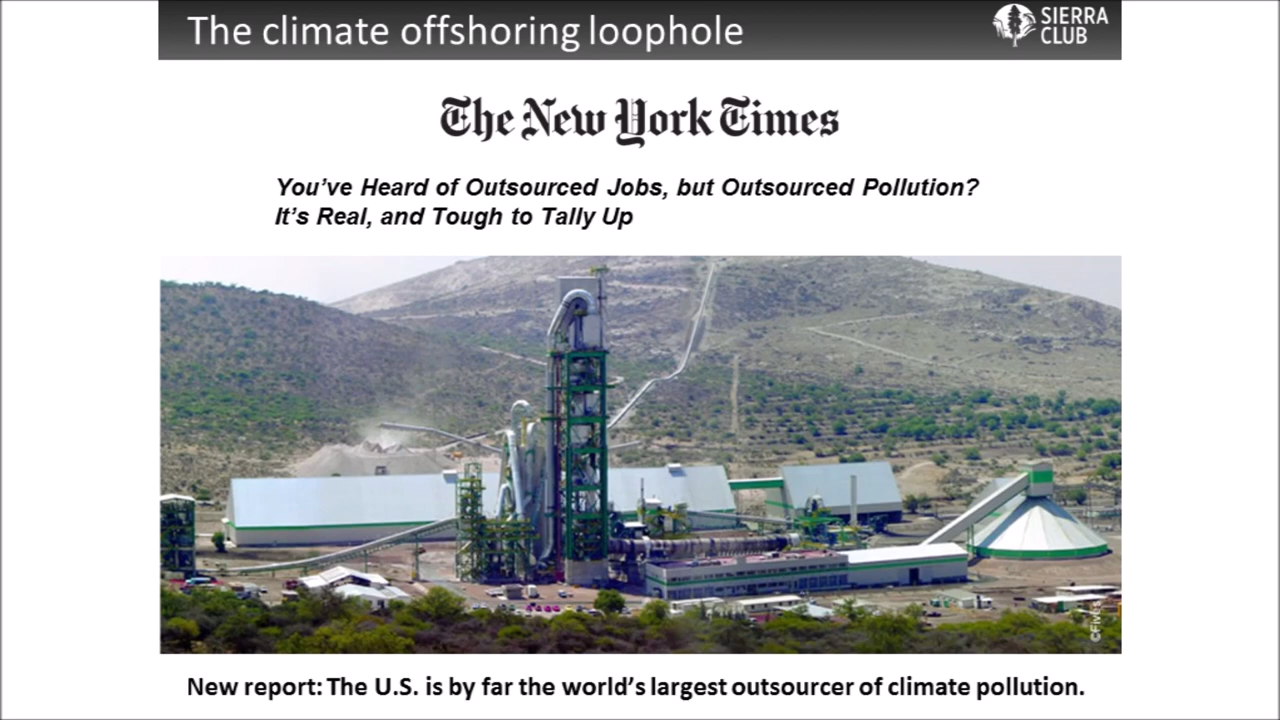 The climate offshoring loophole
SIERRA
CLUB
The New York Times
You’ve Heard of Outsourced Jobs, but Outsourced Pollution?
It’s Real, and Tough to Tally Up
©Fives
New report: The U.S. is by far the world’s largest outsourcer of climate pollution.